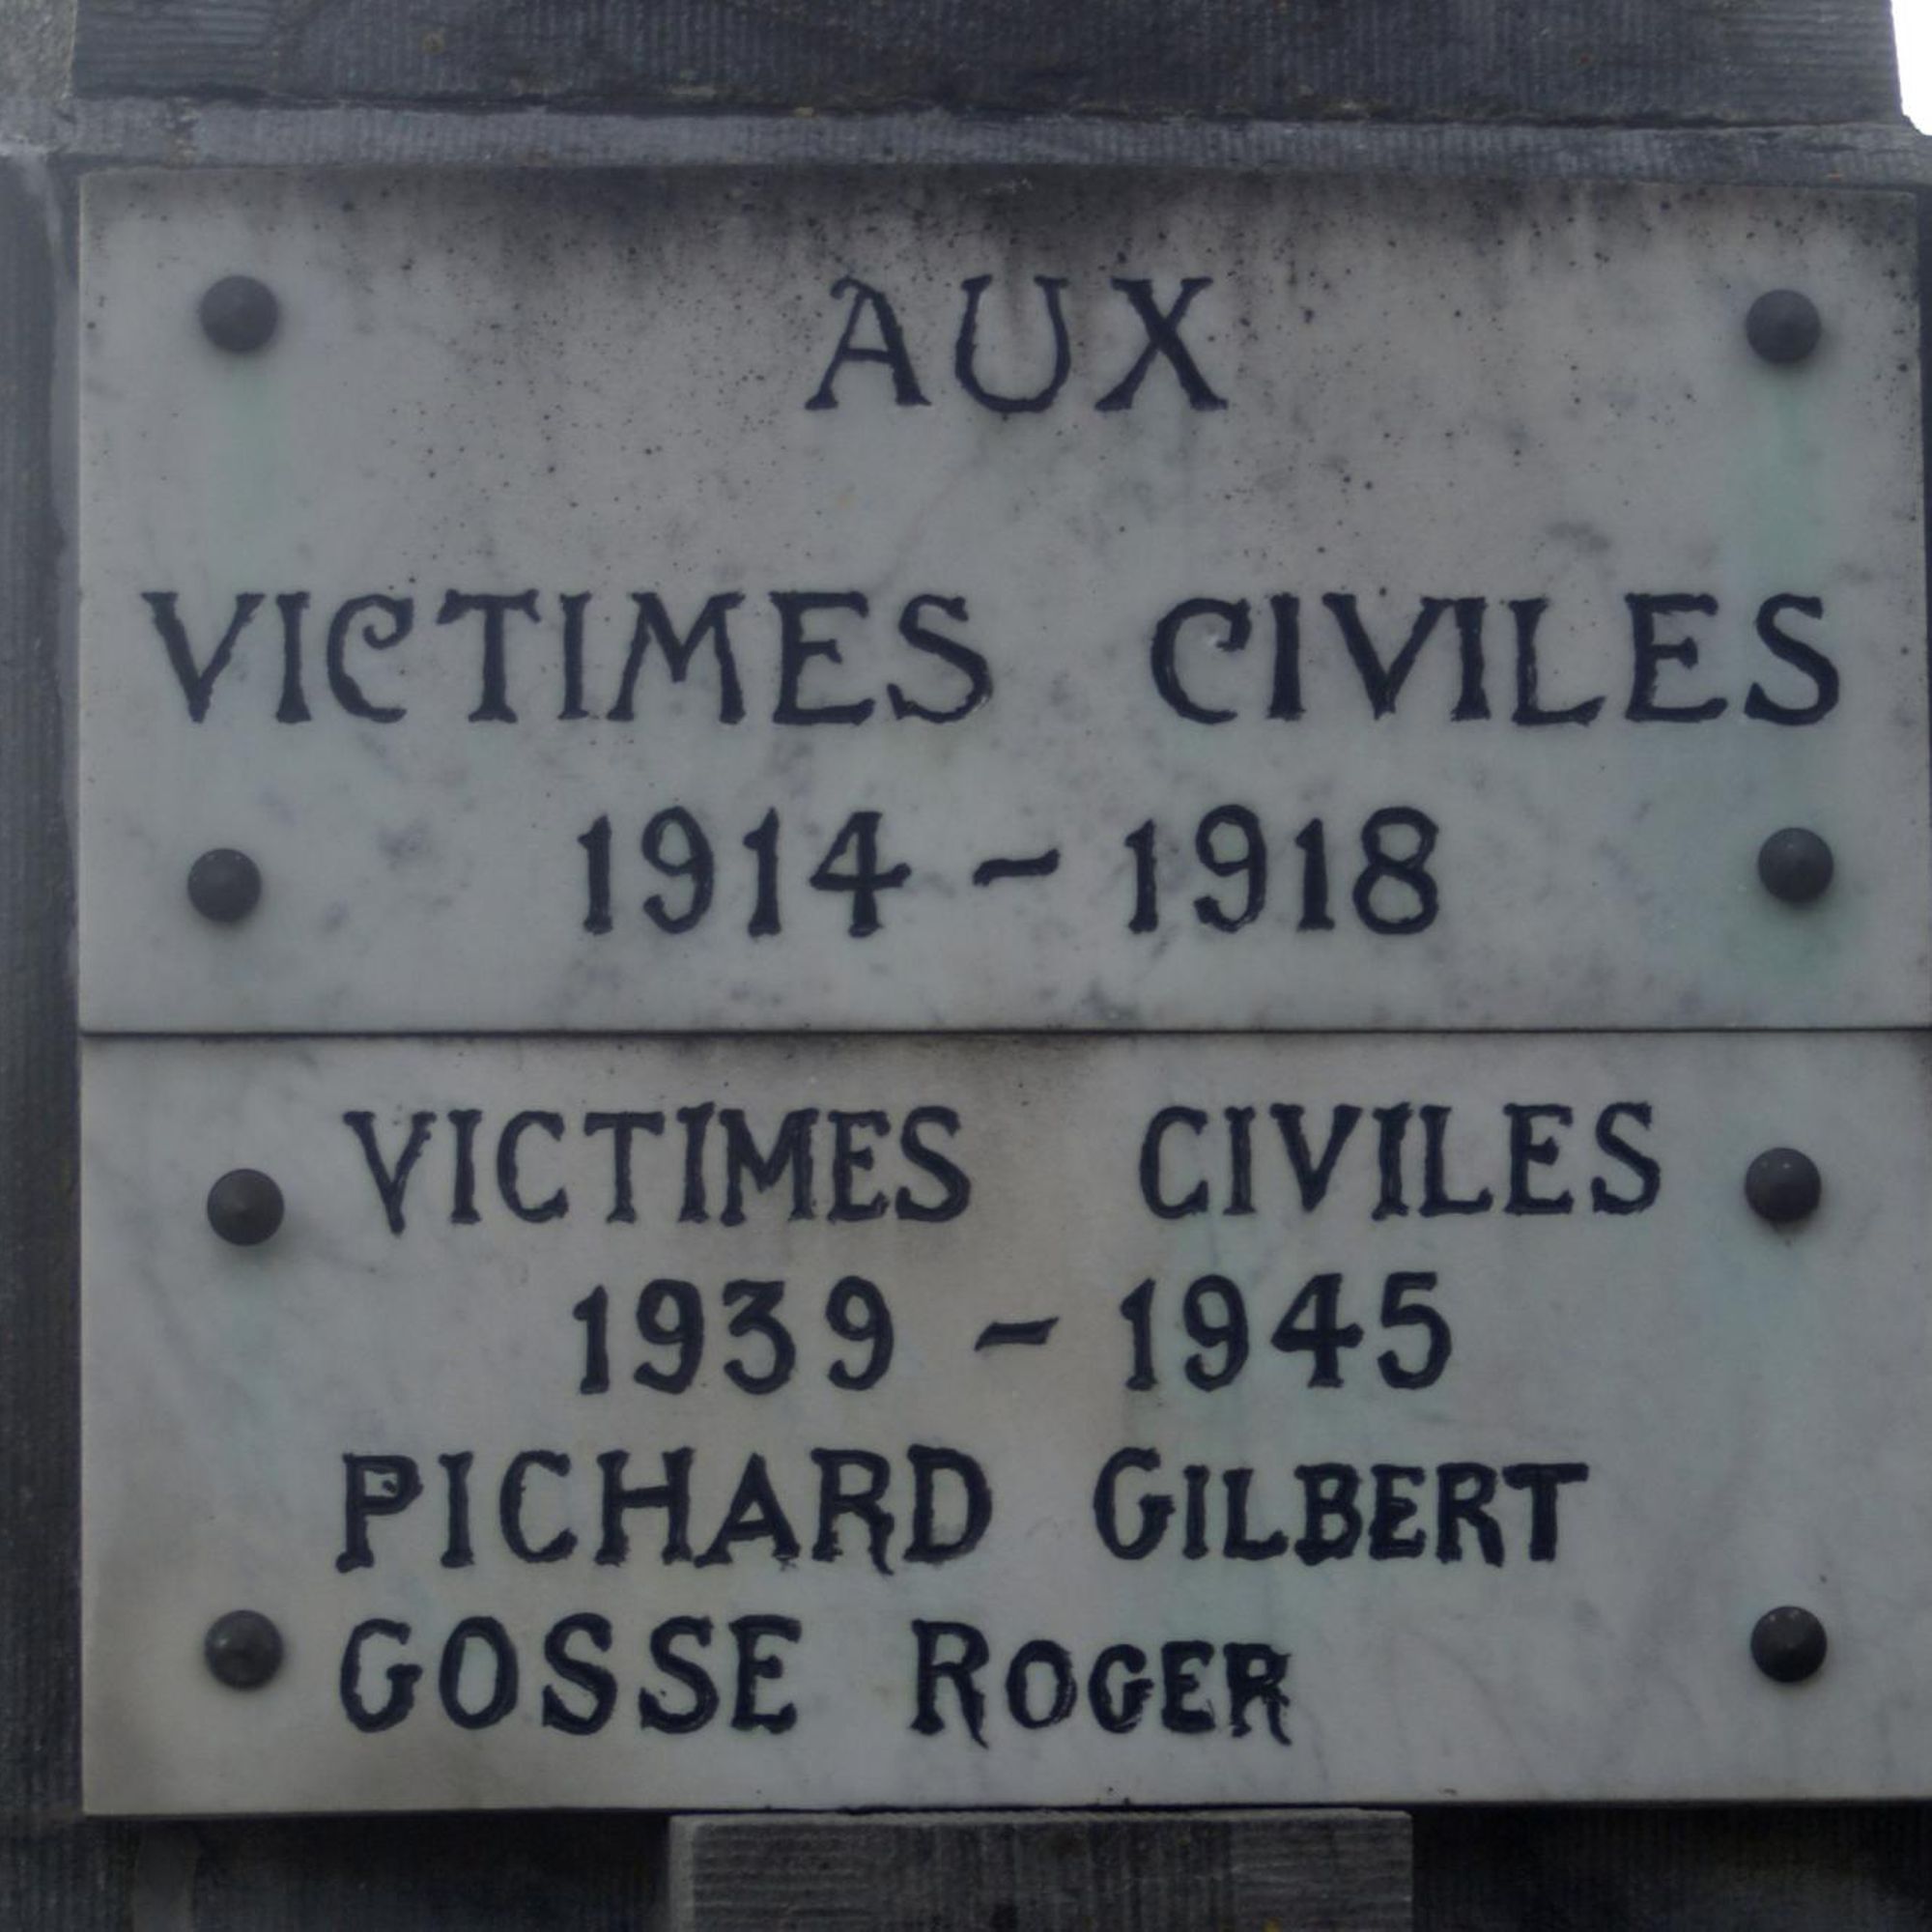 AUX
VICTIMES CIVILES
1914 - 1918
VICTIMES CIVILES
1939 - 1945
PICHARD GILBERT
GOSSE ROGER